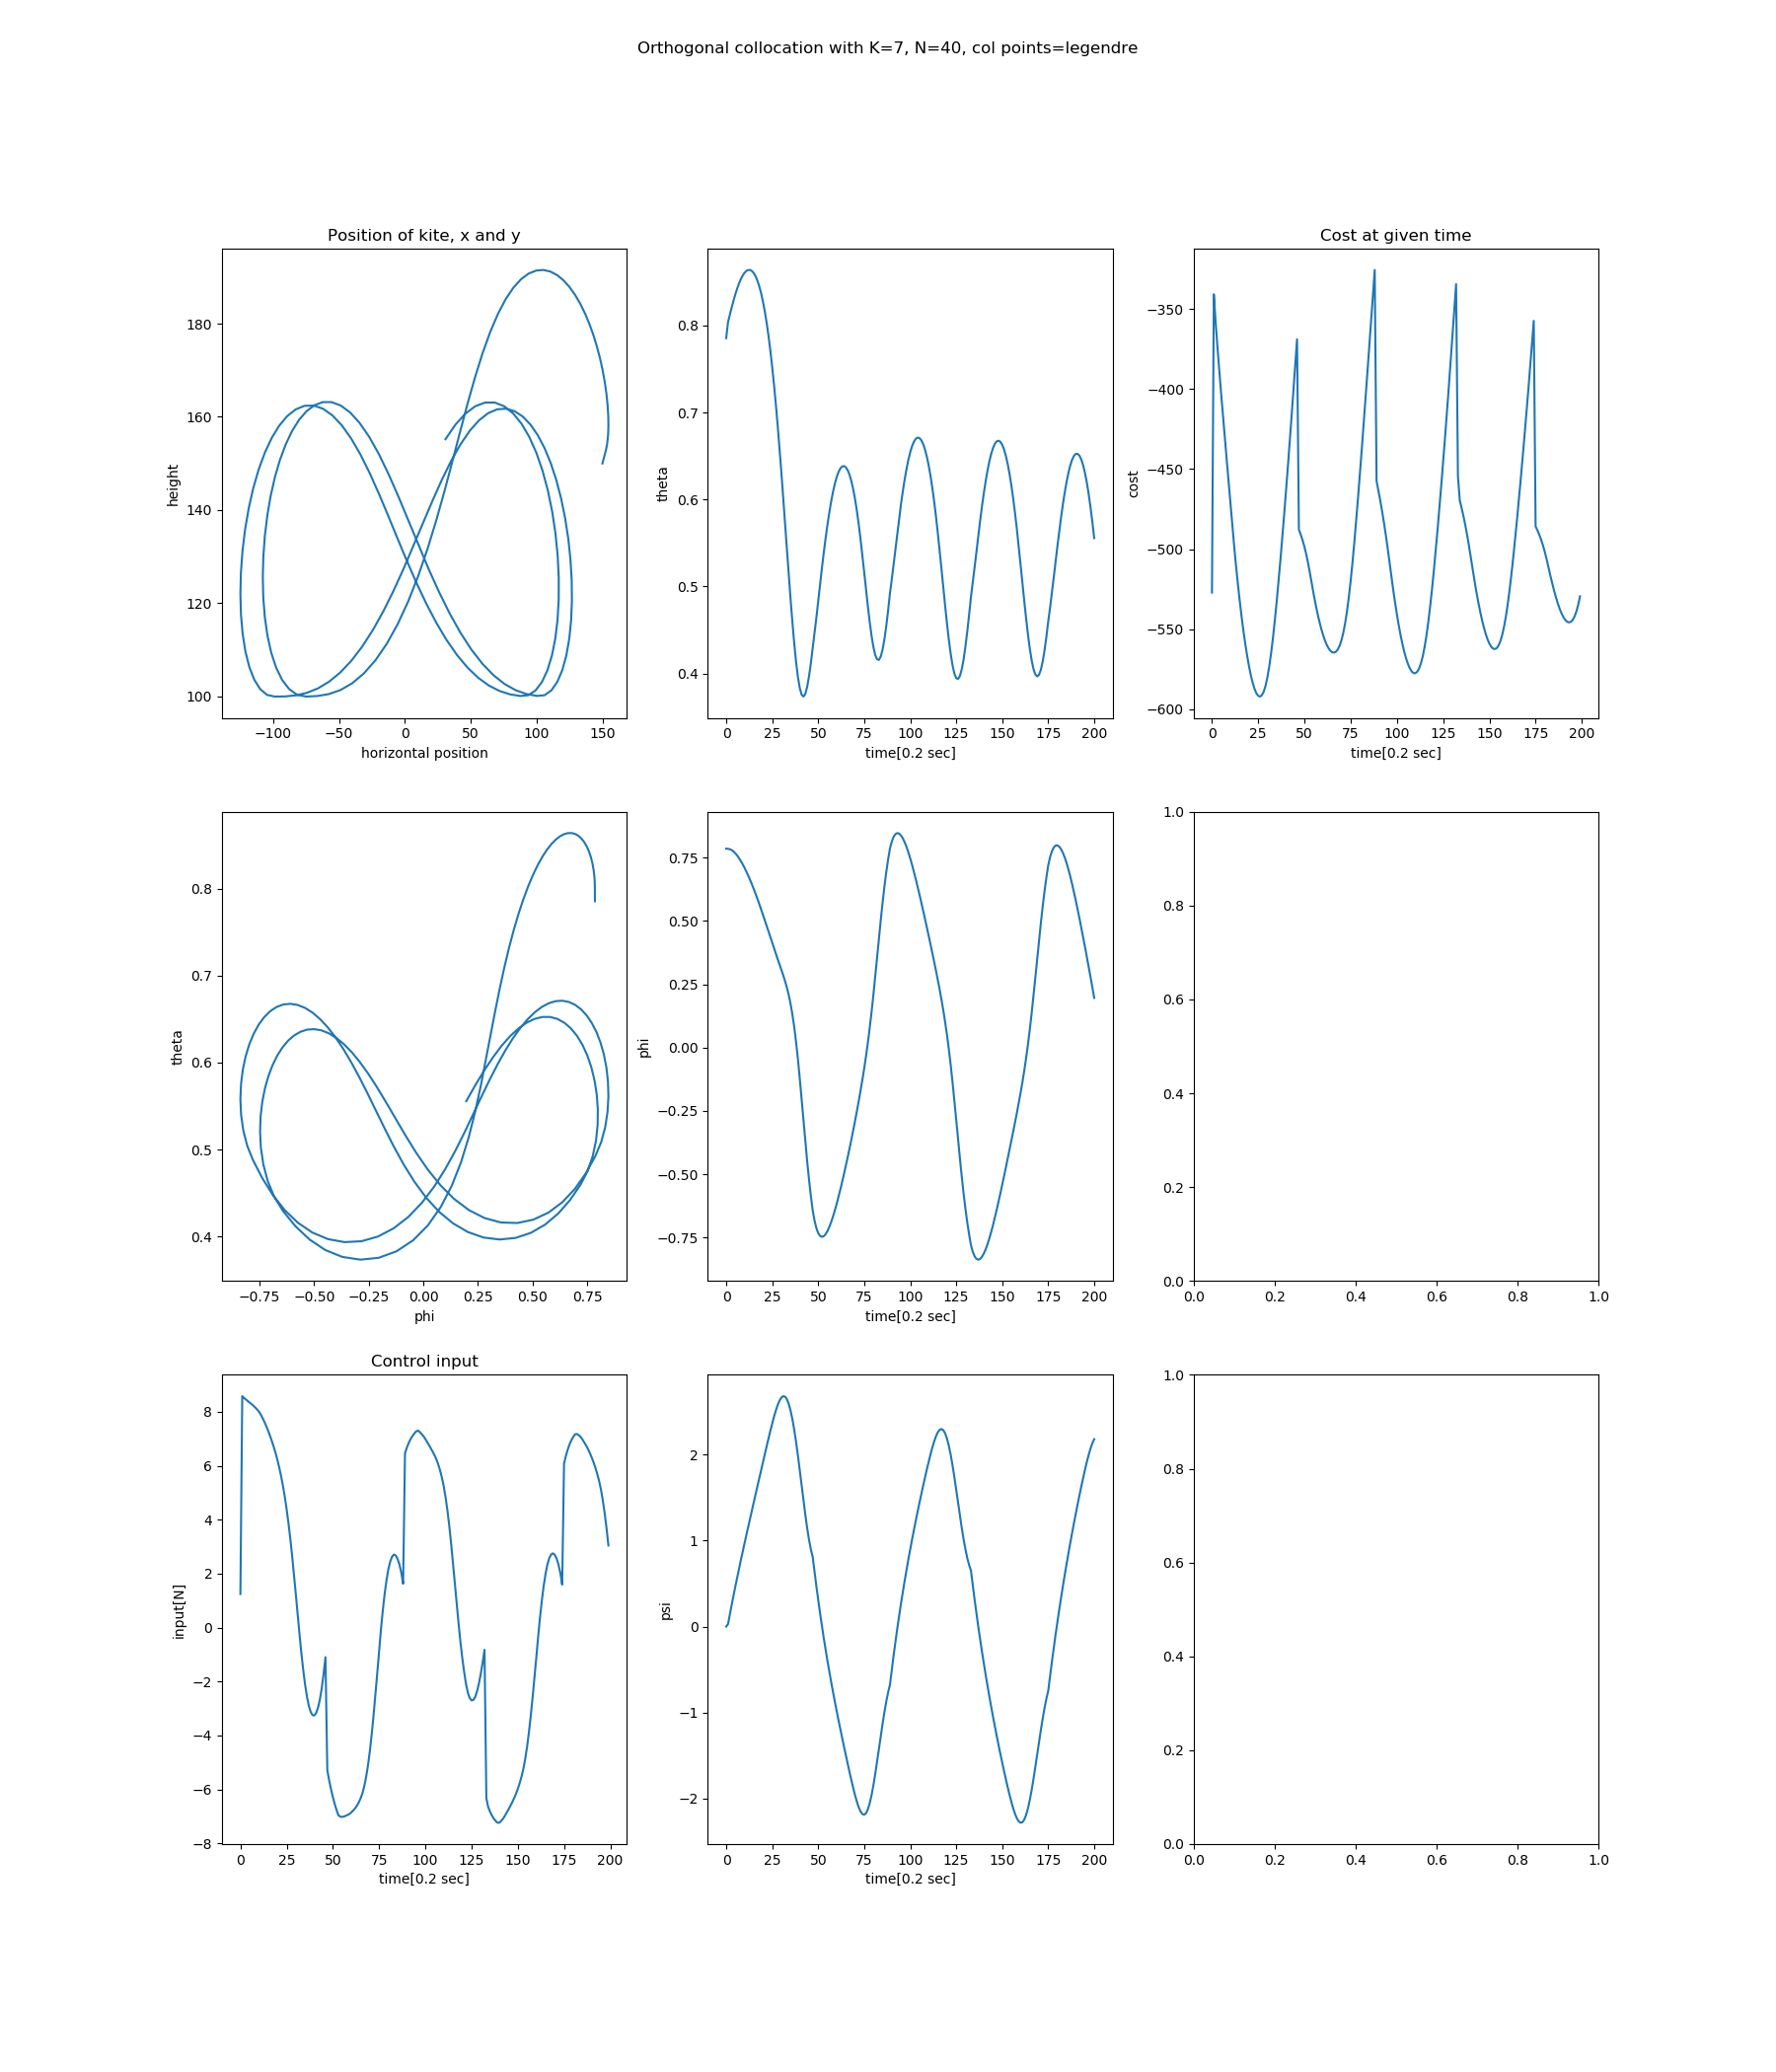 Orthogonal collocation with K=7, N=40, col points=legendre
Position of kite, x and y
height
180
160
140
120
100
−100 −50 0 50 100 150
horizontal position
theta
0.8
0.7
0.6
0.5
0.4
0 25 50 75 100 125 150 175 200
time[0.2 sec]
Cost at given time
cost
−350
−400
−450
−500
−550
−600
0 25 50 75 100 125 150 175 200
time[0.2 sec]
theta
0.8
0.7
0.6
0.5
0.4
−0.75 −0.50 −0.25 0.00 0.25 0.50 0.75
phi
phi
0.75
0.50
0.25
0.00
−0.25
−0.50
−0.75
0 25 50 75 100 125 150 175 200
time[0.2 sec]
1.0
0.8
0.6
0.4
0.2
0.0
0.0 0.2 0.4 0.6 0.8 1.0
Control input
input[N]
8
6
4
2
0
−2
−4
−6
−8
0 25 50 75 100 125 150 175 200
time[0.2 sec]
psi
2
1
0
−1
−2
0 25 50 75 100 125 150 175 200
time[0.2 sec]
1.0
0.8
0.6
0.4
0.2
0.0
0.0 0.2 0.4 0.6 0.8 1.0